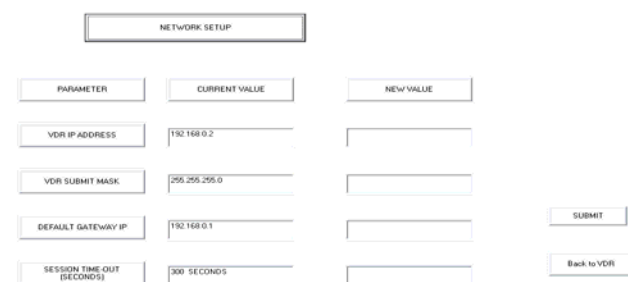 NETWORK SETUP
PARAMETER CURRENT VALUE NEW VALUE
VDR IP ADDRESS 192.168.0.2
VDR SUBMIT MASK 255.255.255.0
DEFAULT GATEWAY IP 192.168.0.1
SUBMIT
SESSION TIME-OUT
(SECONDS) 300 SECONDS
Back to VDR